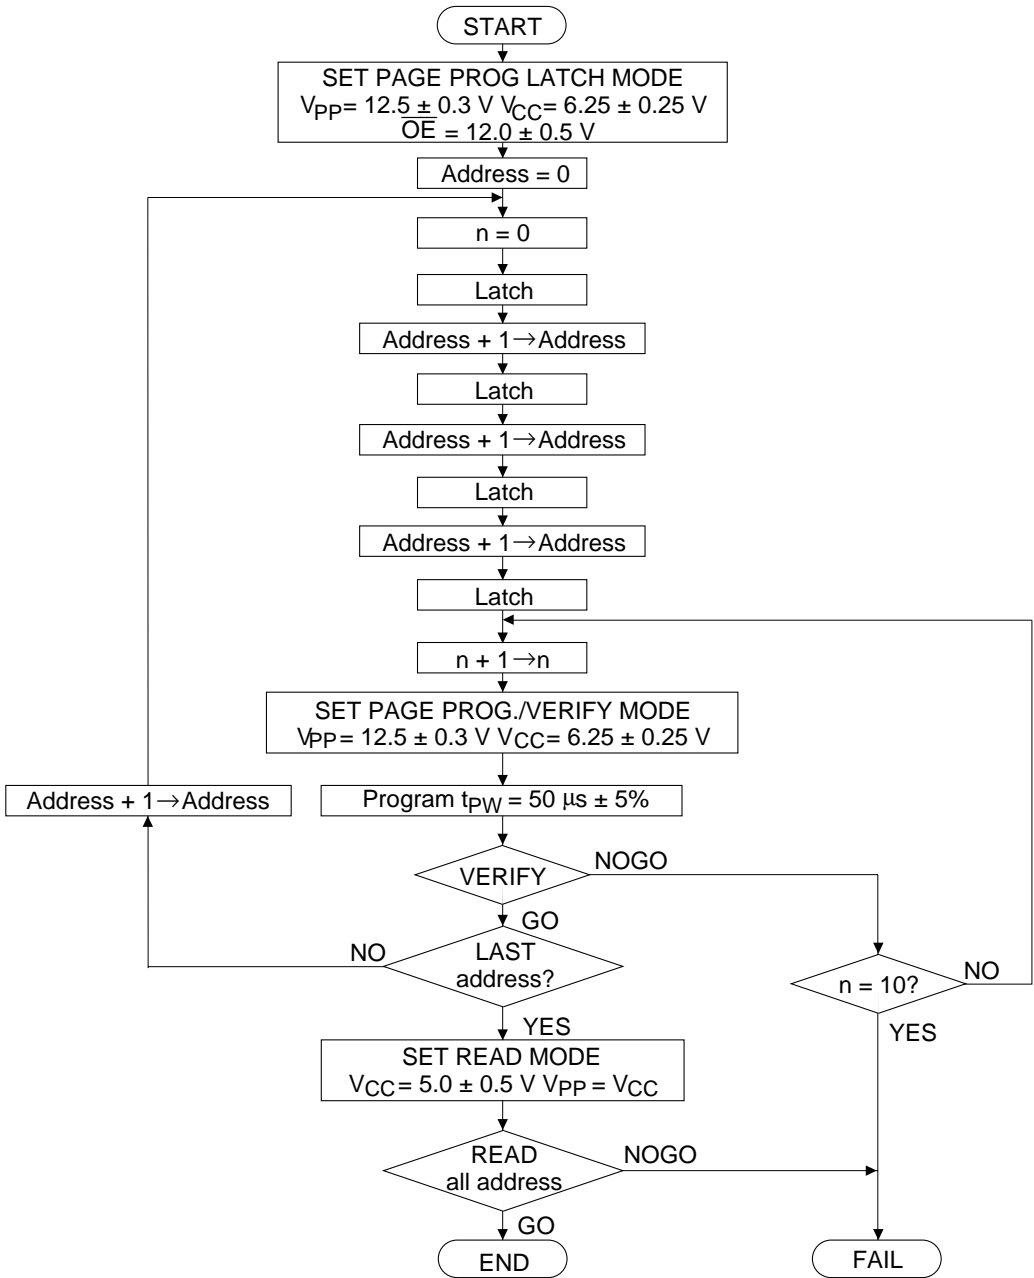 START
SET PAGE PROG LATCH MODE
VPP = 12.5 ± 0.3 V VCC = 6.25 ± 0.25 V
O̅E̅ = 12.0 ± 0.5 V
Address = 0
n = 0
Latch
Address + 1→Address
Latch
Address + 1→Address
Latch
Address + 1→Address
Latch
n + 1→n
SET PAGE PROG./VERIFY MODE
VPP = 12.5 ± 0.3 V VCC = 6.25 ± 0.25 V
Address + 1→Address
Program tPW = 50 μs ± 5%
VERIFY
NOGO
GO
LAST
address?
NO
n = 10?
NO
YES
YES
SET READ MODE
VCC = 5.0 ± 0.5 V VPP = VCC
READ
all address
NOGO
GO
END
FAIL